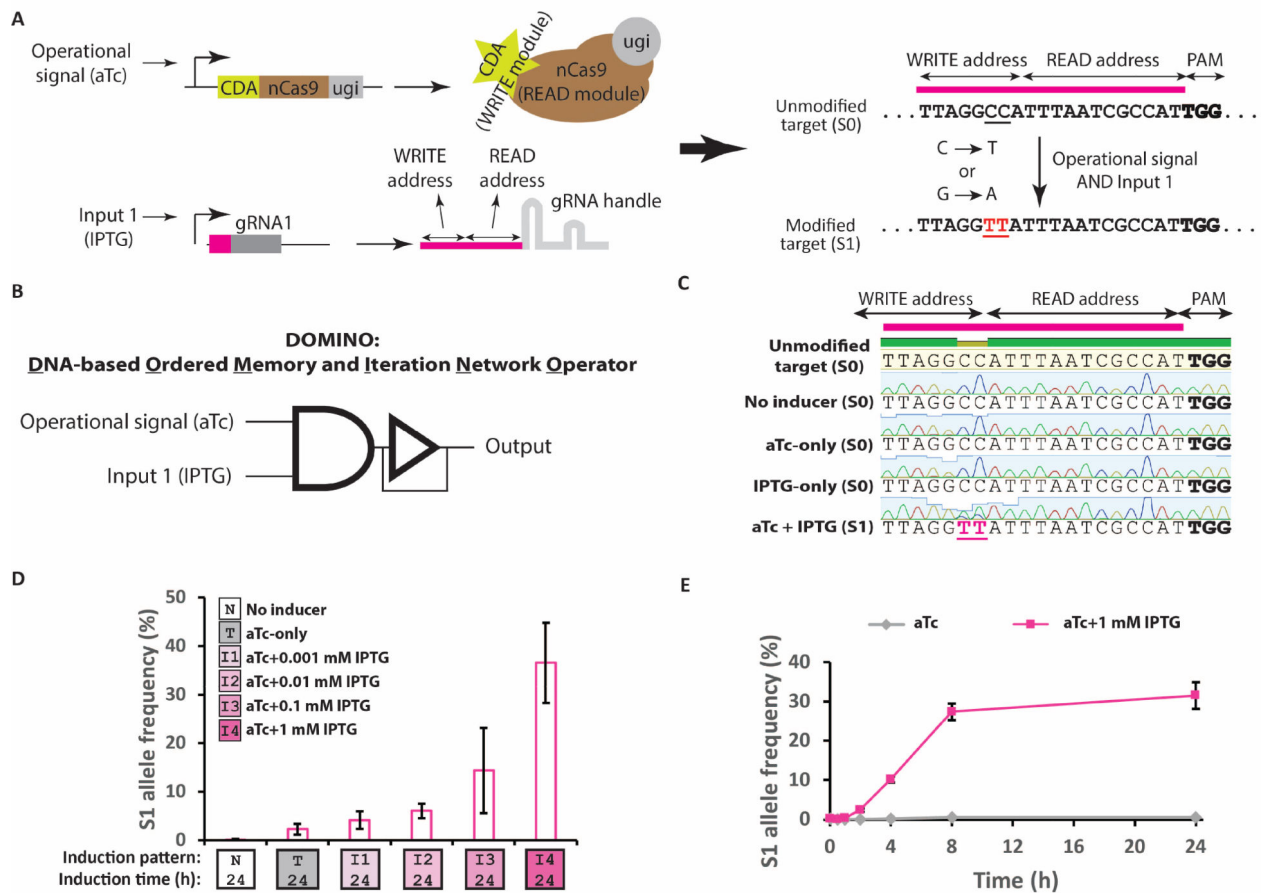 A
Operational
signal (aTc)
CDA nCas9 ugi
CDA
(WRITE module)
nCas9
(READ module)
ugi
Input 1
(IPTG)
gRNA1
WRITE
address
READ
address
gRNA handle
WRITE address READ address PAM
Unmodified
target (S0)
. . . TTAGGCCATTTAATCGCCATTGG . . .
C → T
or
G → A
Operational signal
AND Input 1
Modified
target (S1)
. . . TTAGGTTATTTAATCGCCATTGG . . .
B
DOMINO:
DNA-based Ordered Memory and Iteration Network Operator
Operational signal (aTc)
Input 1 (IPTG)
Output
C
WRITE address READ address PAM
Unmodified
target (S0)
TTAGGCCATTTAATCGCCATTGG
No inducer (S0) TTAGGCCATTTAATCGCCATTGG
aTc-only (S0) TTAGGCCATTTAATCGCCATTGG
IPTG-only (S0) TTAGGCCATTTAATCGCCATTGG
aTc + IPTG (S1) TTAGGTTATTTAATCGCCATTGG
D
S1 allele frequency (%)
50
40
30
20
10
0
N No inducer
T aTc-only
I1 aTc+0.001 mM IPTG
I2 aTc+0.01 mM IPTG
I3 aTc+0.1 mM IPTG
I4 aTc+1 mM IPTG
Induction pattern: N T I1 I2 I3 I4
Induction time (h): 24 24 24 24 24 24
E
aTc aTc+1 mM IPTG
S1 allele frequency (%)
40
30
20
10
0
0 4 8 12 16 20 24
Time (h)